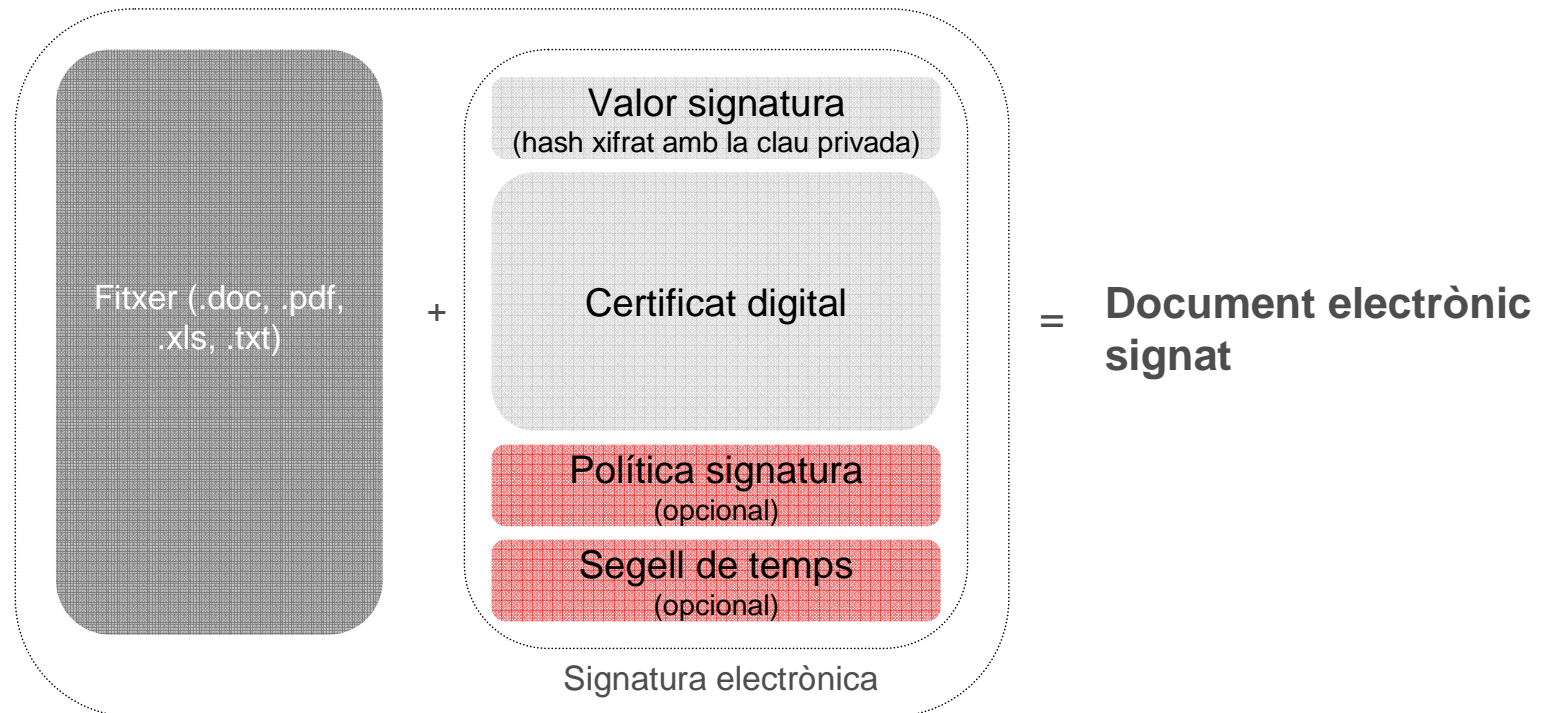 Valor signatura
(hash xifrat amb la clau privada)
Fitxer (.doc, .pdf,
.xls, .txt)
+
Certificat digital
=
Document electrònic
signat
Política signatura
(opcional)
Segell de temps
(opcional)
Signatura electrònica